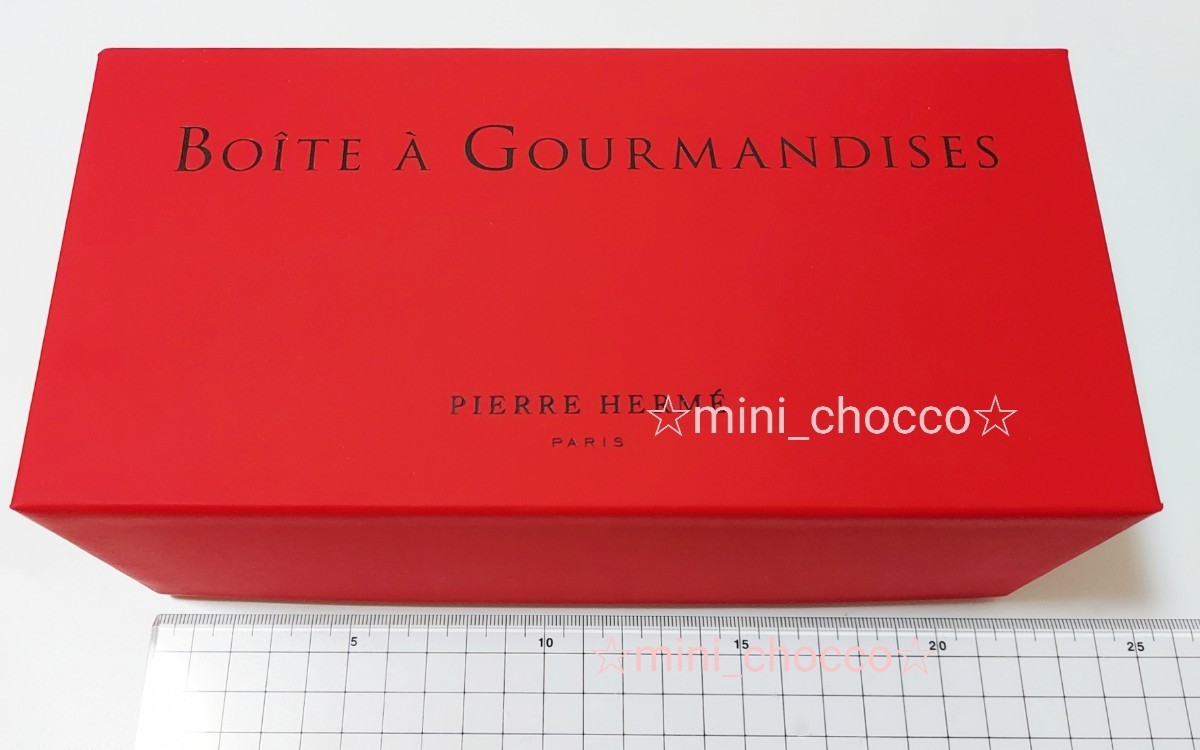 BOÎTE À GOURMANDISES
PIERRE HERMÉ
PARIS
☆mini_chocco☆
5 10 15 20 25
☆mini_chocco☆